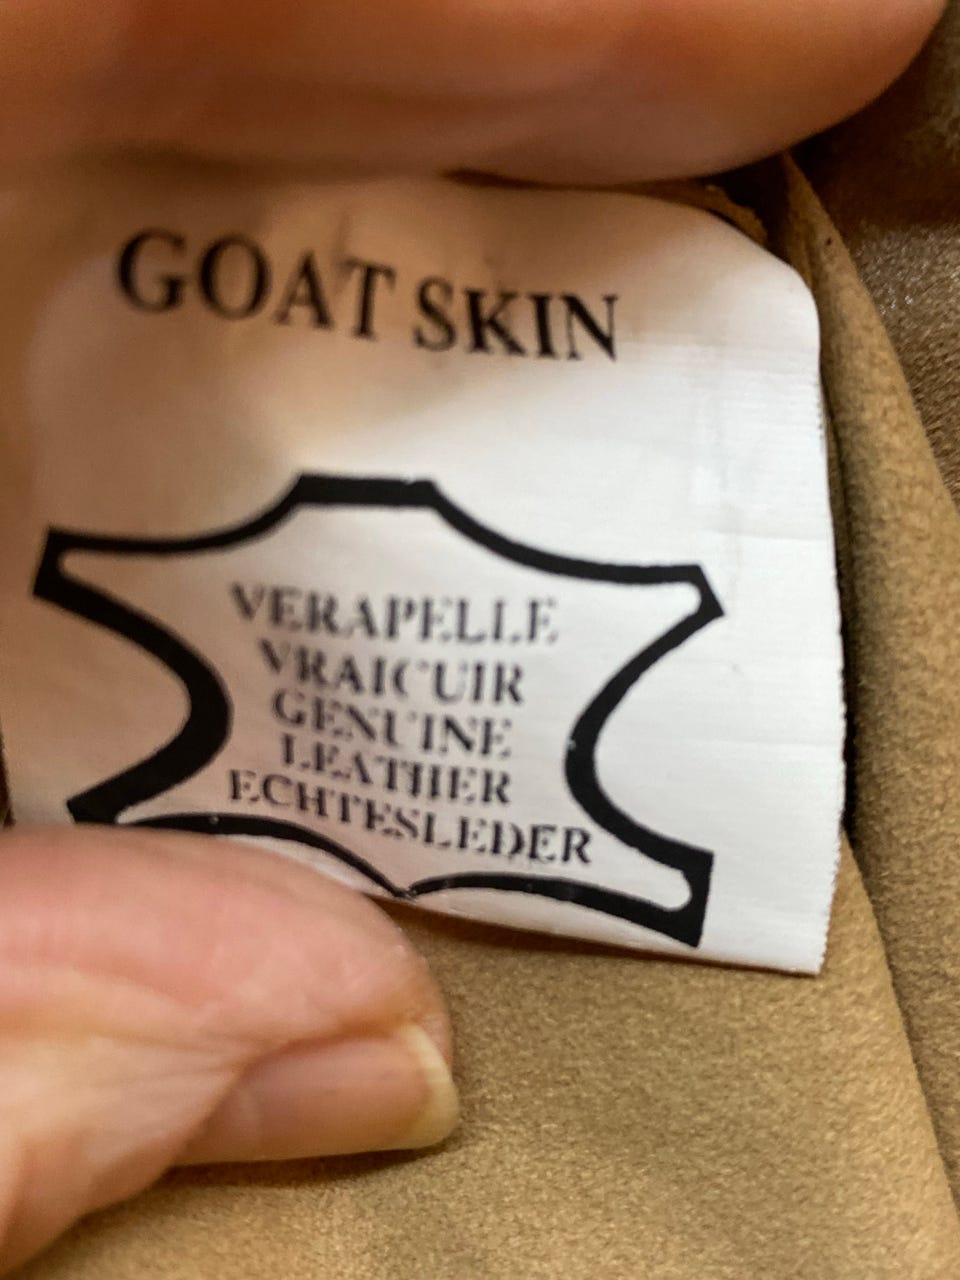 GOAT SKIN
VERAPELLE
VRAICUIR
GENUINE
LEATHER
ECHTESLEDER